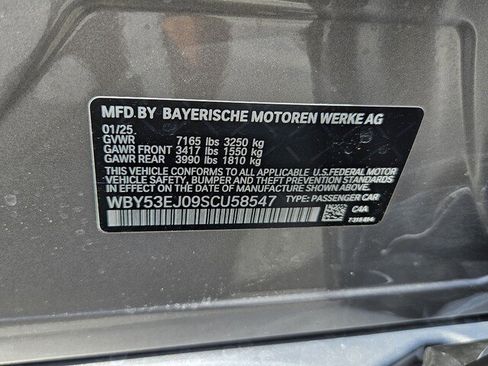 MFD.BY BAYERISCHE MOTOREN WERKE AG
01/25
GVWR 7165 lbs 3250 kg
GAWR FRONT 3417 lbs 1550 kg
GAWR REAR 3990 lbs 1810 kg
THIS VEHICLE CONFORMS TO ALL APPLICABLE U.S. FEDERAL MOTOR
VEHICLE SAFETY, BUMPER, AND THEFT PREVENTION STANDARDS
IN EFFECT ON THE DATE OF MANUFACTURE SHOWN ABOVE.
WBY53EJ09SCU58547 TYPE: PASSENGER CAR
C4A